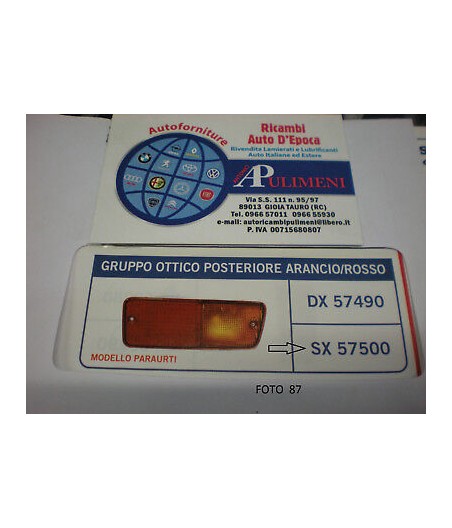 Autoforniture
Ricambi
Auto D'Epoca
Rivendita Lamierati e Lubrificanti
Auto Italiane ed Estere
PULIMENI
Via S.S. 111 n. 95/97
89013 GIOIA TAURO (RC)
Tel. 0966 57011 0966 55930
e-mail: autoricambipulimeni@libero.it
P. IVA 00715680807
GRUPPO OTTICO POSTERIORE ARANCIO/ROSSO
DX 57490
SX 57500
MODELLO PARAURTI
FOTO 87